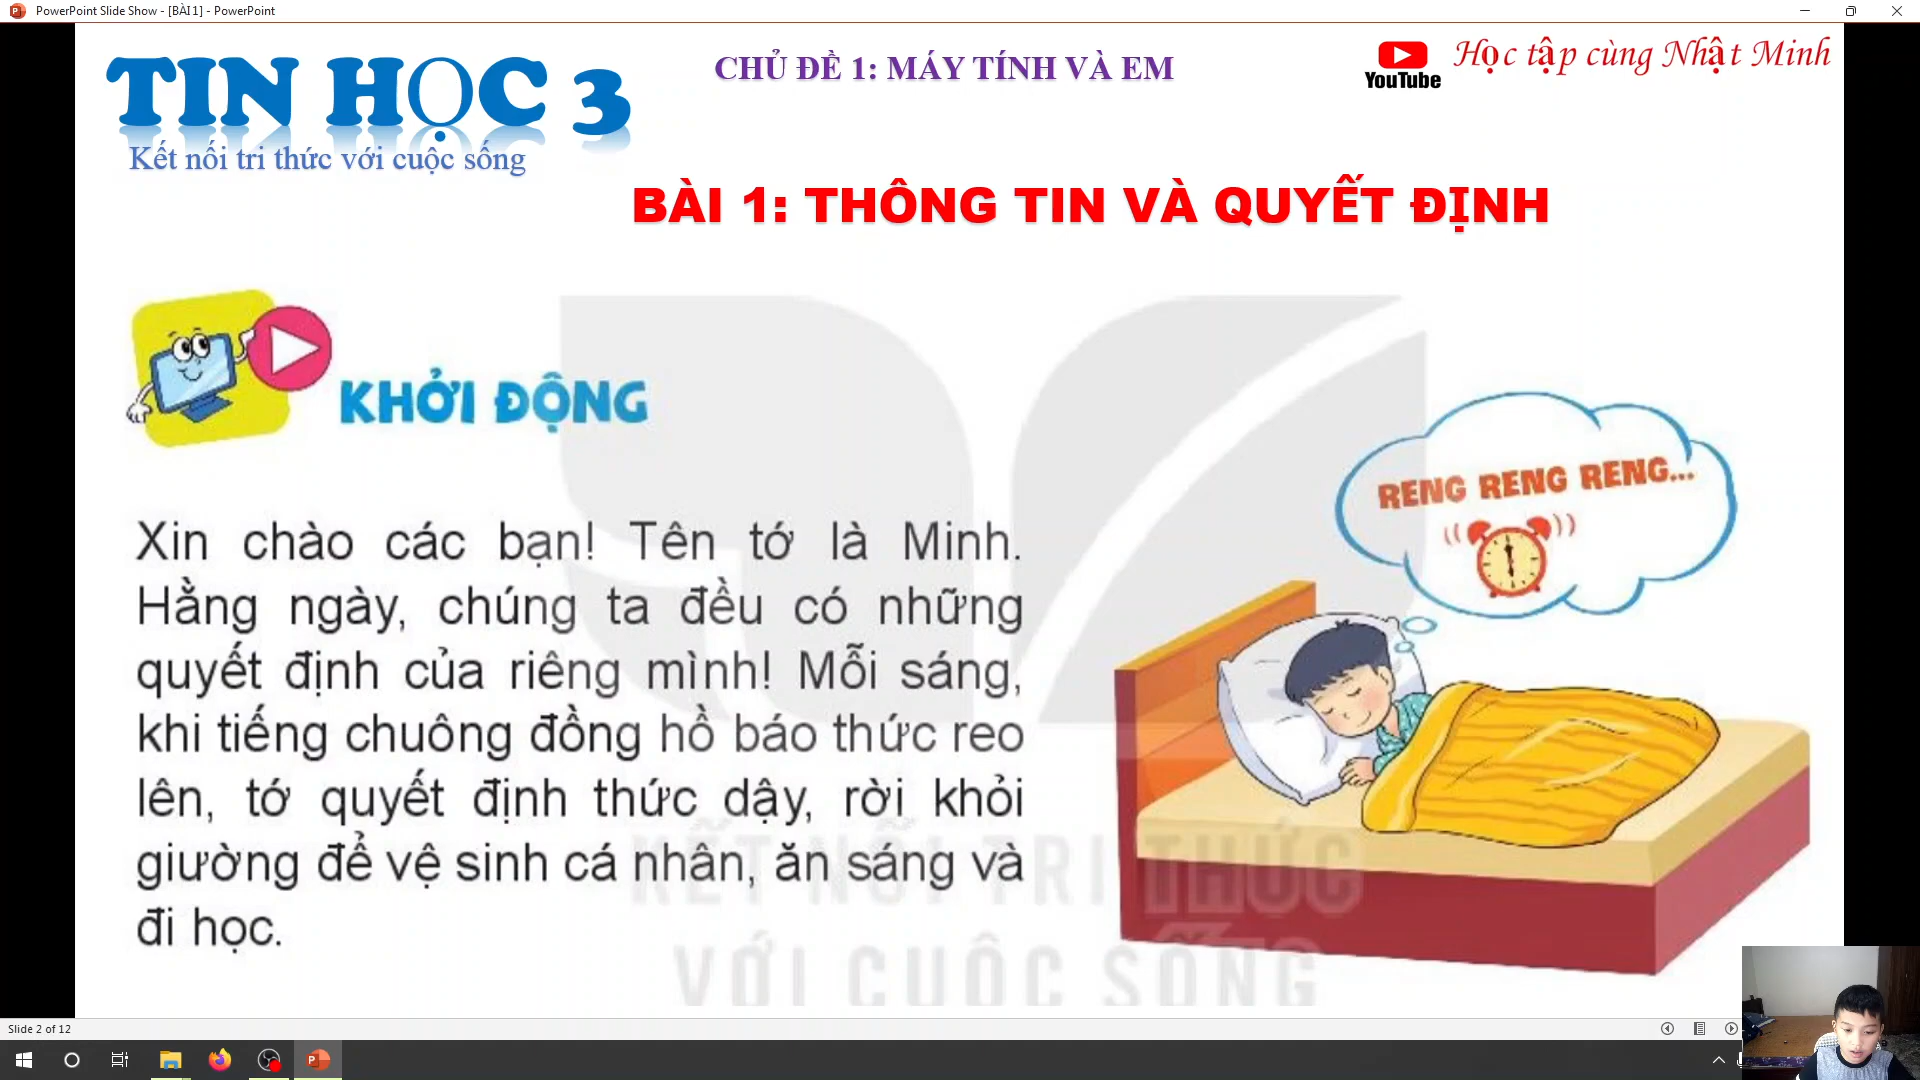 PowerPoint Slide Show - [BÀI 1] - PowerPoint
TIN HỌC 3
CHỦ ĐỀ 1: MÁY TÍNH VÀ EM
YouTube
Học tập cùng Nhật Minh
Kết nối tri thức với cuộc sống
BÀI 1: THÔNG TIN VÀ QUYẾT ĐỊNH
KHỞI ĐỘNG
RENG RENG RENG...
Xin chào các bạn! Tên tớ là Minh.
Hằng ngày, chúng ta đều có những
quyết định của riêng mình! Mỗi sáng,
khi tiếng chuông đồng hồ báo thức reo
lên, tớ quyết định thức dậy, rời khỏi
giường để vệ sinh cá nhân, ăn sáng và
đi học.
KẾT NỐI TRI THỨC
VỚI CUỘC SỐNG
Slide 2 of 12